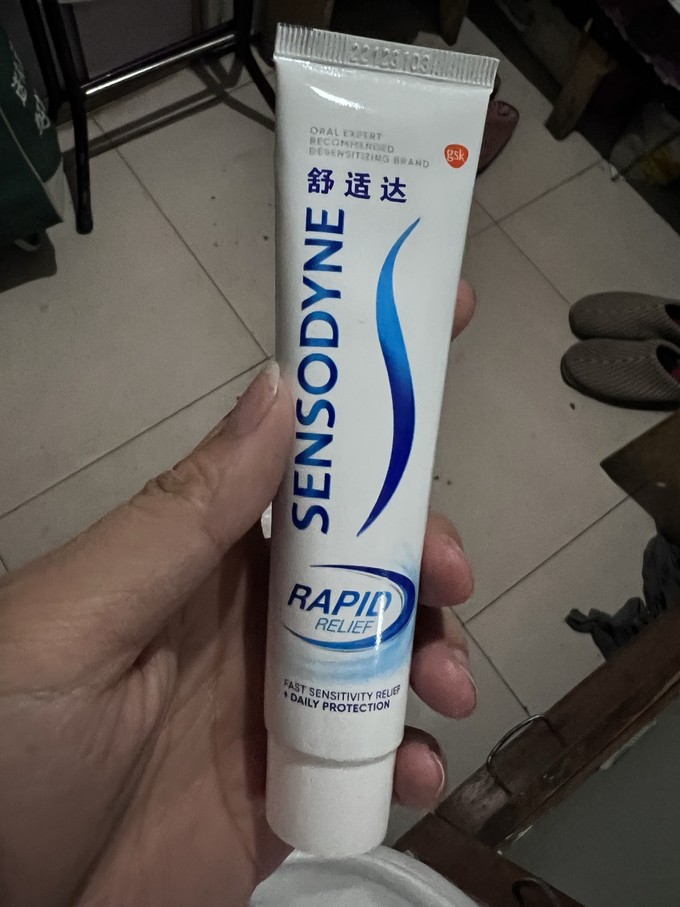 22123103
ORAL EXPERT
RECOMMENDED
DESENSITIZING BRAND
gsk
舒适达
SENSODYNE
RAPID
RELIEF
FAST SENSITIVITY RELIEF
+ DAILY PROTECTION